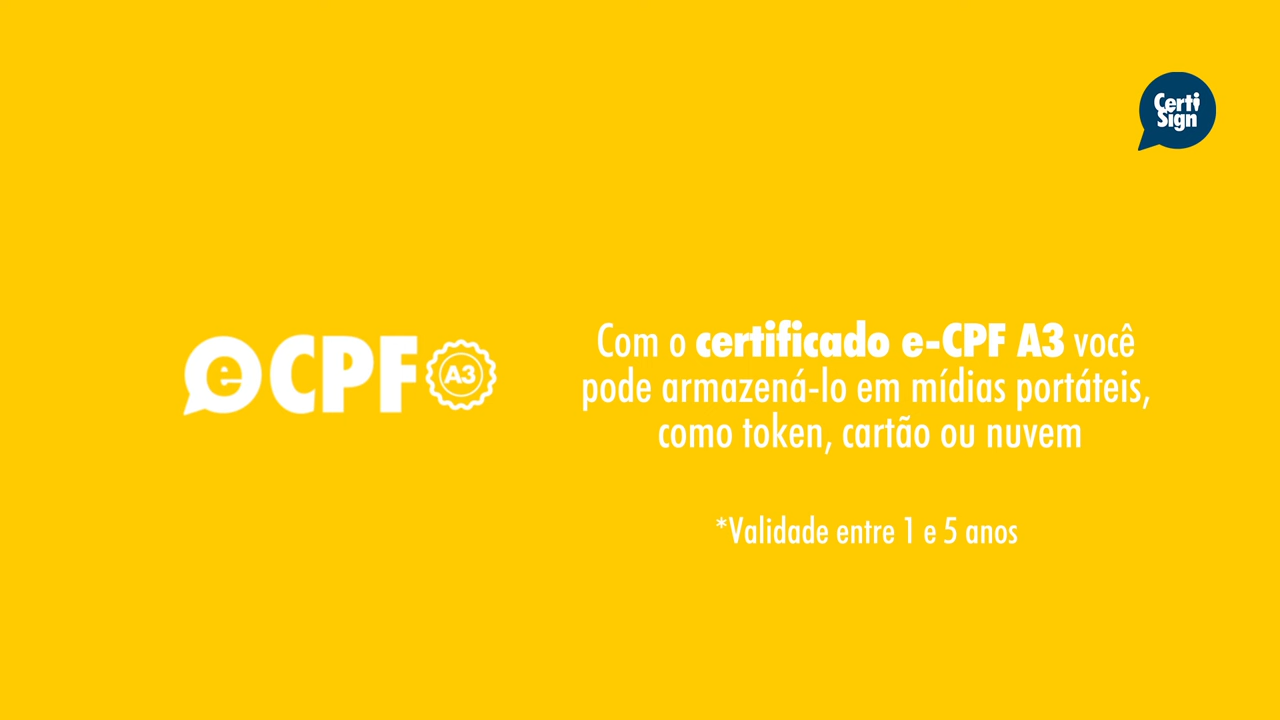 Certi
Sign
eCPF A3
Com o certificado e-CPF A3 você
pode armazená-lo em mídias portáteis,
como token, cartão ou nuvem
*Validade entre 1 e 5 anos